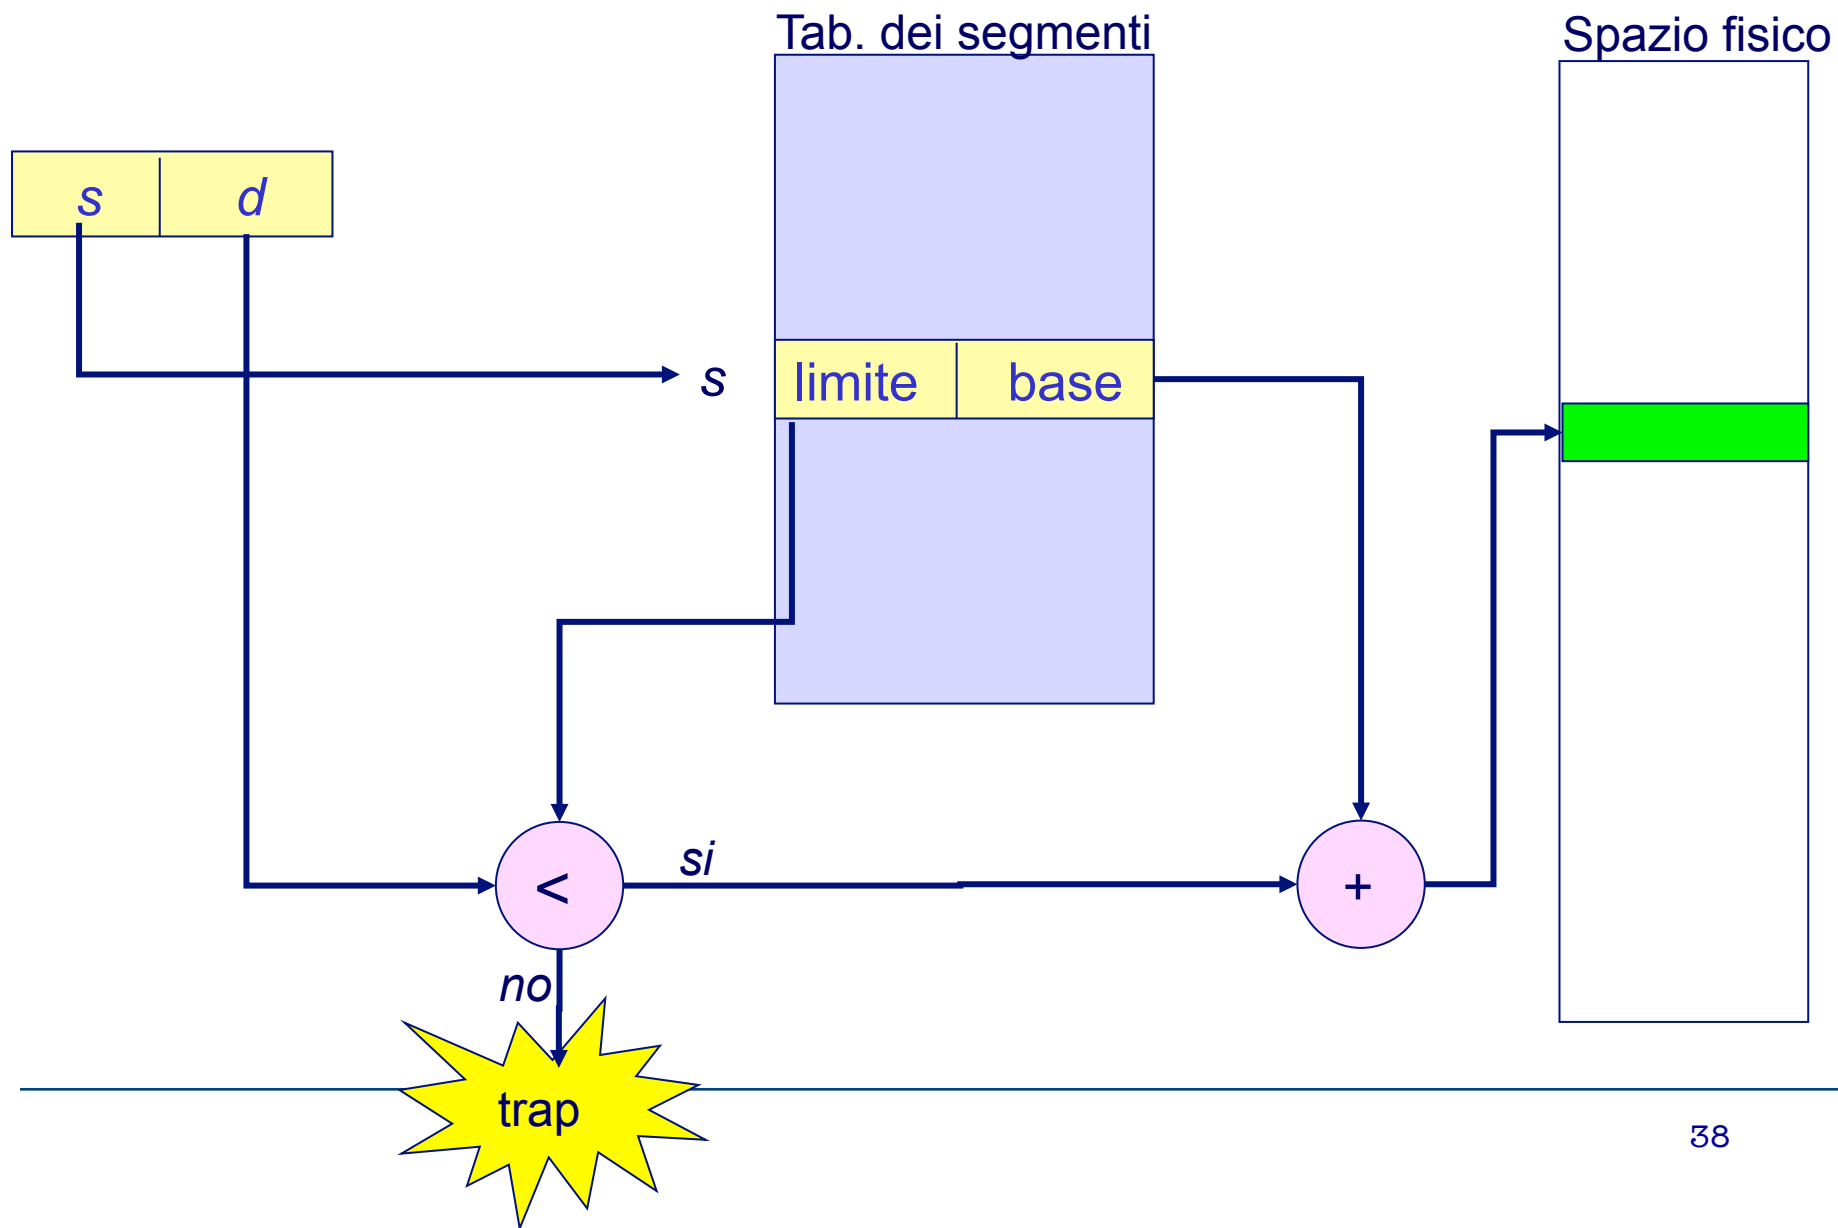 Tab. dei segmenti
Spazio fisico
s d
s
limite base
si
< +
no
trap
38